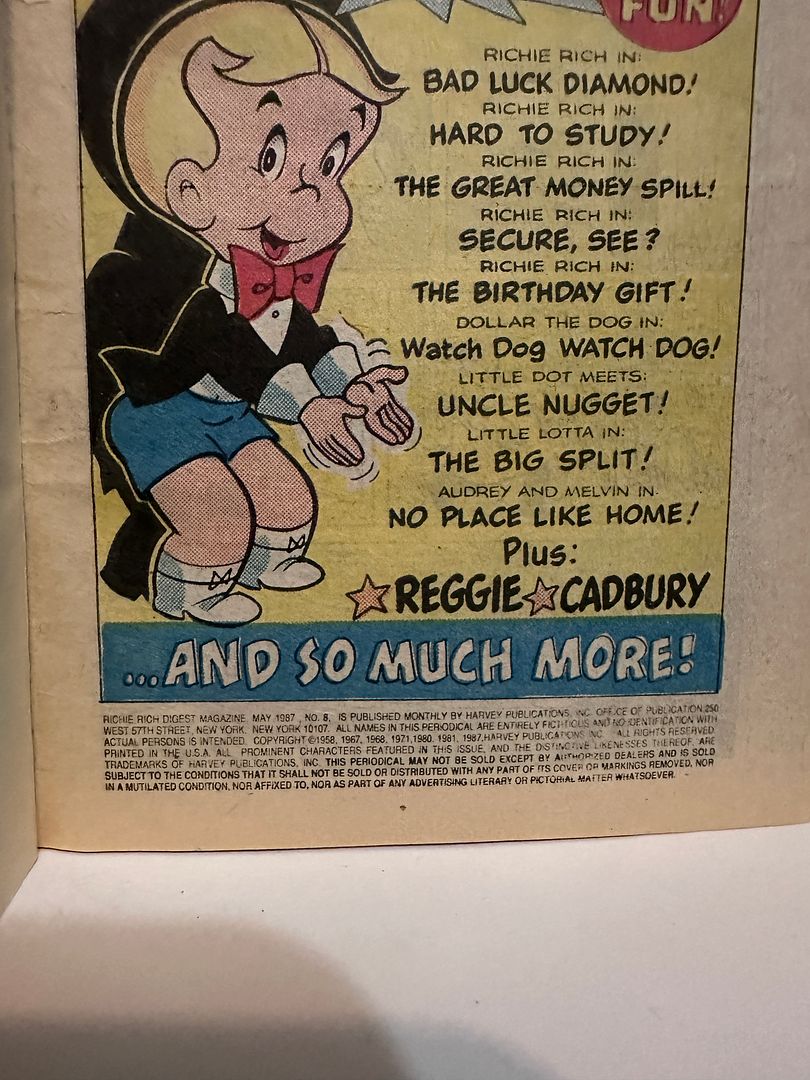 FUN!
RICHIE RICH IN:
BAD LUCK DIAMOND!
RICHIE RICH IN:
HARD TO STUDY!
RICHIE RICH IN:
THE GREAT MONEY SPILL!
RICHIE RICH IN:
SECURE, SEE?
RICHIE RICH IN:
THE BIRTHDAY GIFT!
DOLLAR THE DOG IN:
Watch Dog WATCH DOG!
LITTLE DOT MEETS:
UNCLE NUGGET!
LITTLE LOTTA IN:
THE BIG SPLIT!
AUDREY AND MELVIN IN:
NO PLACE LIKE HOME!
Plus:
REGGIE CADBURY
...AND SO MUCH MORE!
RICHIE RICH DIGEST MAGAZINE, MAY 1987, NO. 8, IS PUBLISHED MONTHLY BY HARVEY PUBLICATIONS, INC. OFFICE OF PUBLICATION 250
WEST 57TH STREET, NEW YORK, NEW YORK 10107. ALL NAMES IN THIS PERIODICAL ARE ENTIRELY FICTITIOUS AND NO IDENTIFICATION WITH
ACTUAL PERSONS IS INTENDED. COPYRIGHT © 1958, 1967, 1968, 1971, 1980, 1981, 1987, HARVEY PUBLICATIONS INC. ALL RIGHTS RESERVED
PRINTED IN THE U.S.A. ALL PROMINENT CHARACTERS FEATURED IN THIS ISSUE, AND THE DISTINCTIVE LIKENESSES THEREOF, ARE
TRADEMARKS OF HARVEY PUBLICATIONS, INC. THIS PERIODICAL MAY NOT BE SOLD EXCEPT BY AUTHORIZED DEALERS AND IS SOLD
SUBJECT TO THE CONDITIONS THAT IT SHALL NOT BE SOLD OR DISTRIBUTED WITH ANY PART OF ITS COVER OR MARKINGS REMOVED, NOR
IN A MUTILATED CONDITION, NOR AFFIXED TO, NOR AS PART OF ANY ADVERTISING LITERARY OR PICTORIAL MATTER WHATSOEVER.